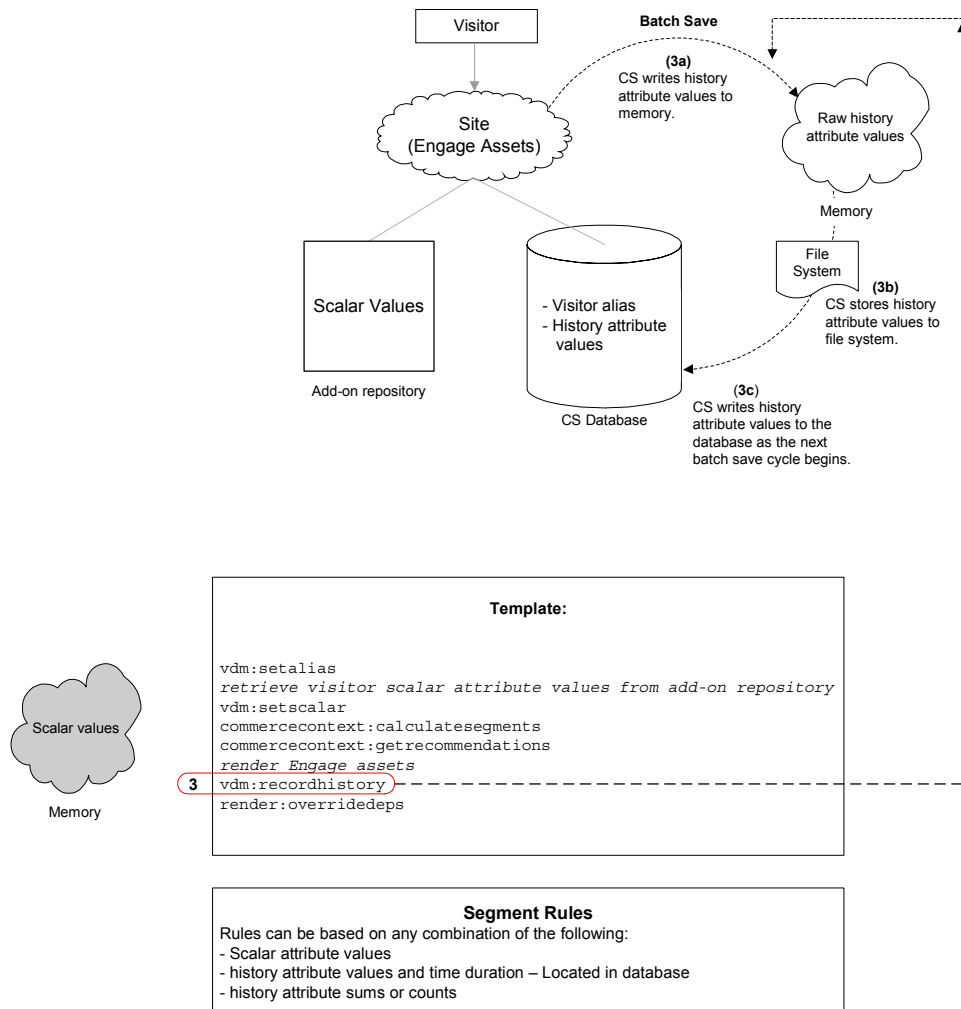 Visitor
Batch Save
(3a)
CS writes history
attribute values to
memory.
Site
(Engage Assets)
Raw history
attribute values
Memory
File
System
(3b)
CS stores history
attribute values to
file system.
Scalar Values
Add-on repository
- Visitor alias
- History attribute
values
CS Database
(3c)
CS writes history
attribute values to the
database as the next
batch save cycle begins.
Template:
vdm:setalias
retrieve visitor scalar attribute values from add-on repository
vdm:setscalar
commercecontext:calculatesegments
commercecontext:getrecommendations
render Engage assets
3 vdm:recordhistory
render:overridedeps
Scalar values
Memory
Segment Rules
Rules can be based on any combination of the following:
- Scalar attribute values
- history attribute values and time duration – Located in database
- history attribute sums or counts